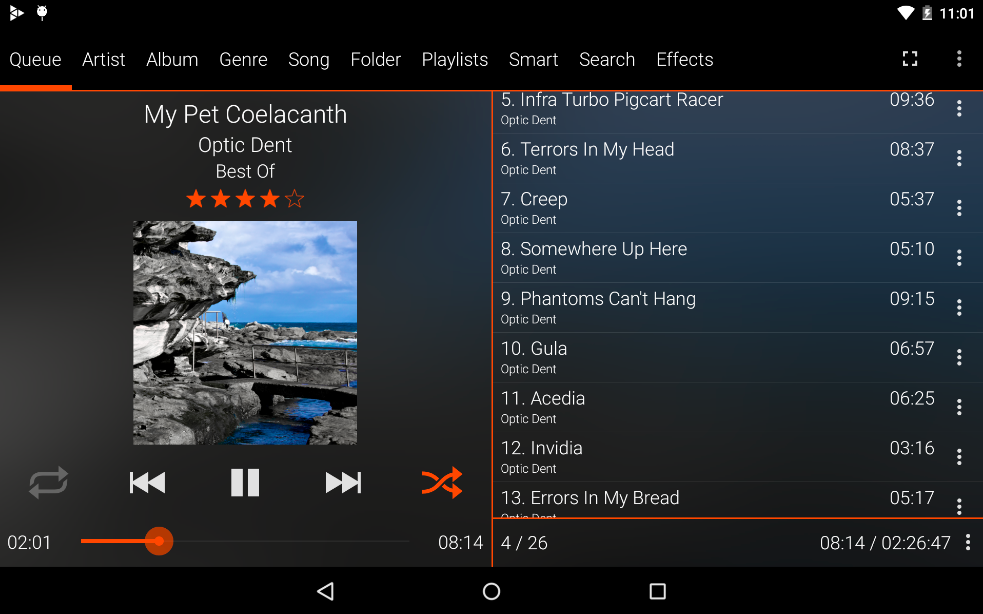 11:01
Queue Artist Album Genre Song Folder Playlists Smart Search Effects
My Pet Coelacanth
Optic Dent
Best Of
02:01 08:14
5. Infra Turbo Pigcart Racer 09:36
Optic Dent
6. Terrors In My Head 08:37
Optic Dent
7. Creep 05:37
Optic Dent
8. Somewhere Up Here 05:10
Optic Dent
9. Phantoms Can't Hang 09:15
Optic Dent
10. Gula 06:57
Optic Dent
11. Acedia 06:25
Optic Dent
12. Invidia 03:16
Optic Dent
13. Errors In My Bread 05:17
Optic Dent
4 / 26 08:14 / 02:26:47